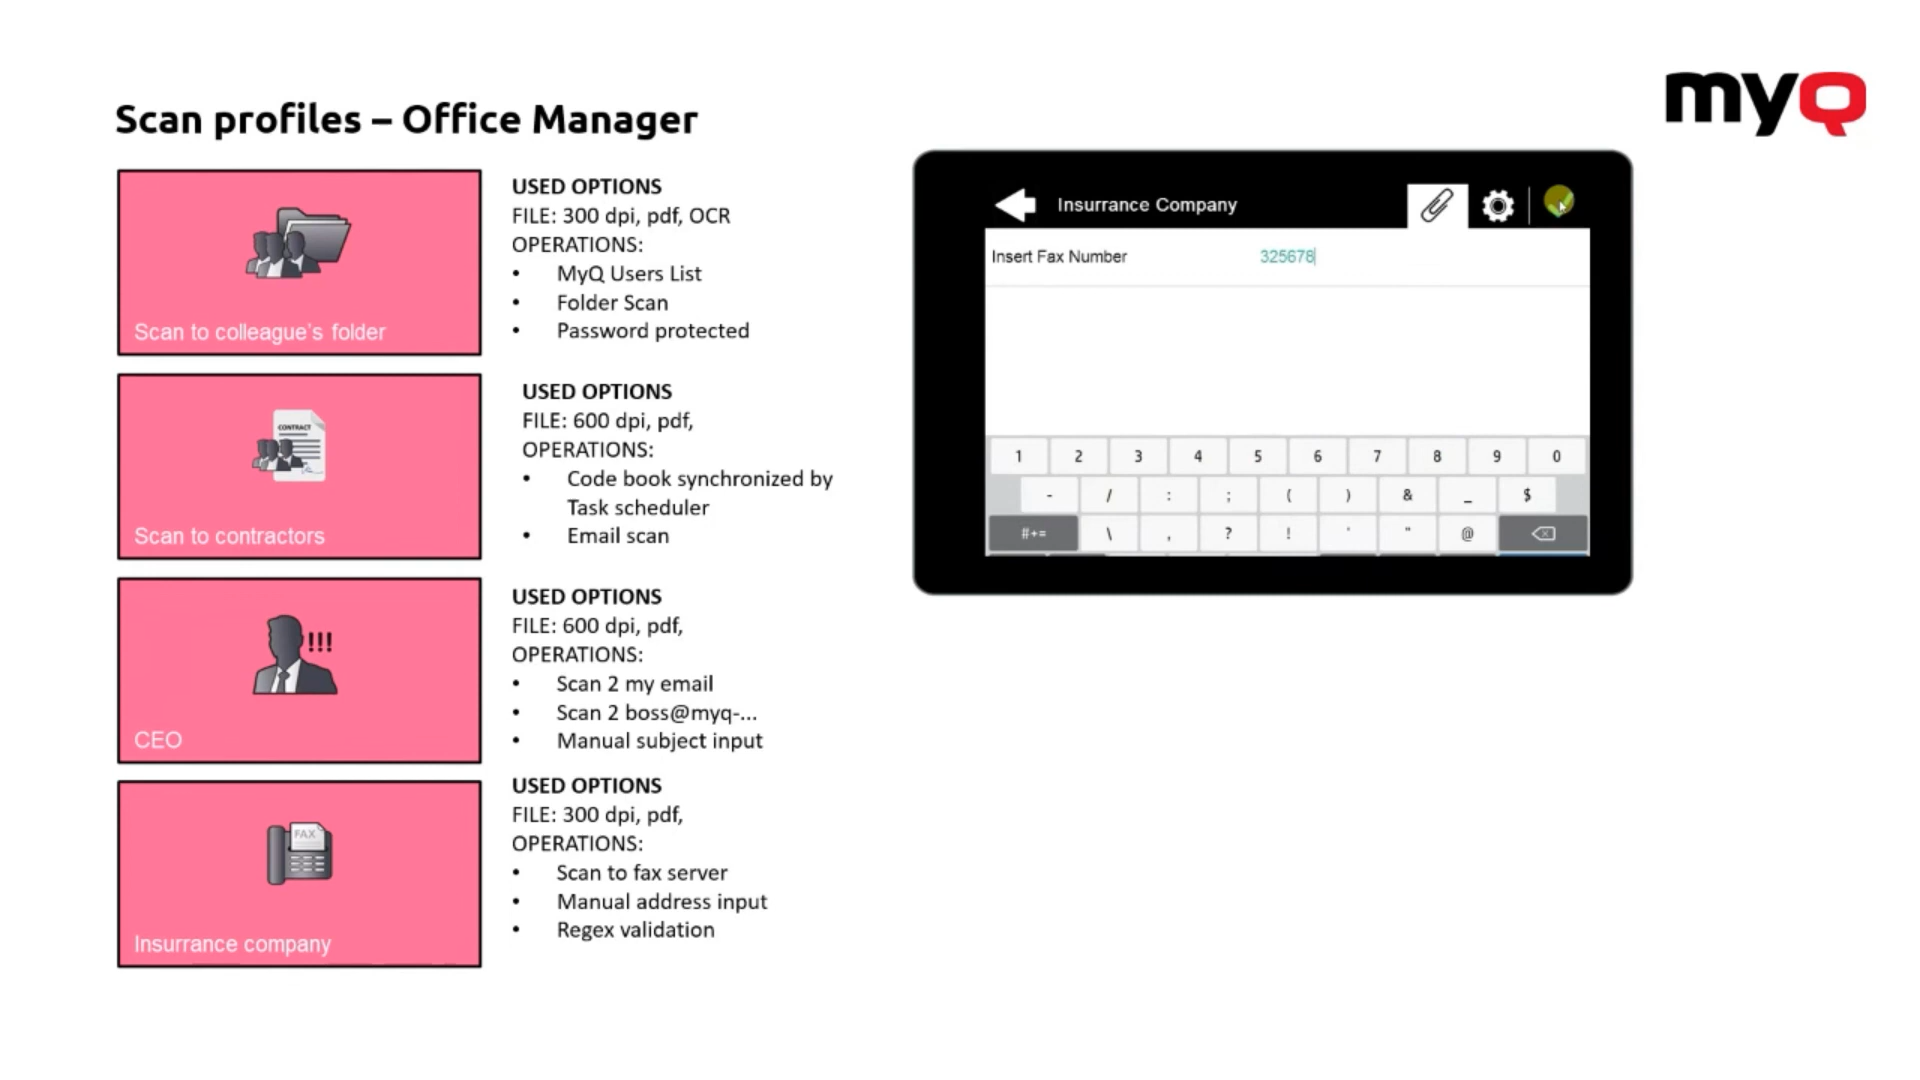 myQ
Scan profiles – Office Manager
Scan to colleague's folder
USED OPTIONS
FILE: 300 dpi, pdf, OCR
OPERATIONS:
• MyQ Users List
• Folder Scan
• Password protected
CONTRACT
Scan to contractors
USED OPTIONS
FILE: 600 dpi, pdf,
OPERATIONS:
• Code book synchronized by
Task scheduler
• Email scan
!!!
CEO
USED OPTIONS
FILE: 600 dpi, pdf,
OPERATIONS:
• Scan 2 my email
• Scan 2 boss@myq-...
• Manual subject input
FAX
Insurrance company
USED OPTIONS
FILE: 300 dpi, pdf,
OPERATIONS:
• Scan to fax server
• Manual address input
• Regex validation
Insurrance Company
Insert Fax Number 325678
1 2 3 4 5 6 7 8 9 0
- / : ; ( ) & _ $
#+= \ , ? ! ' " @